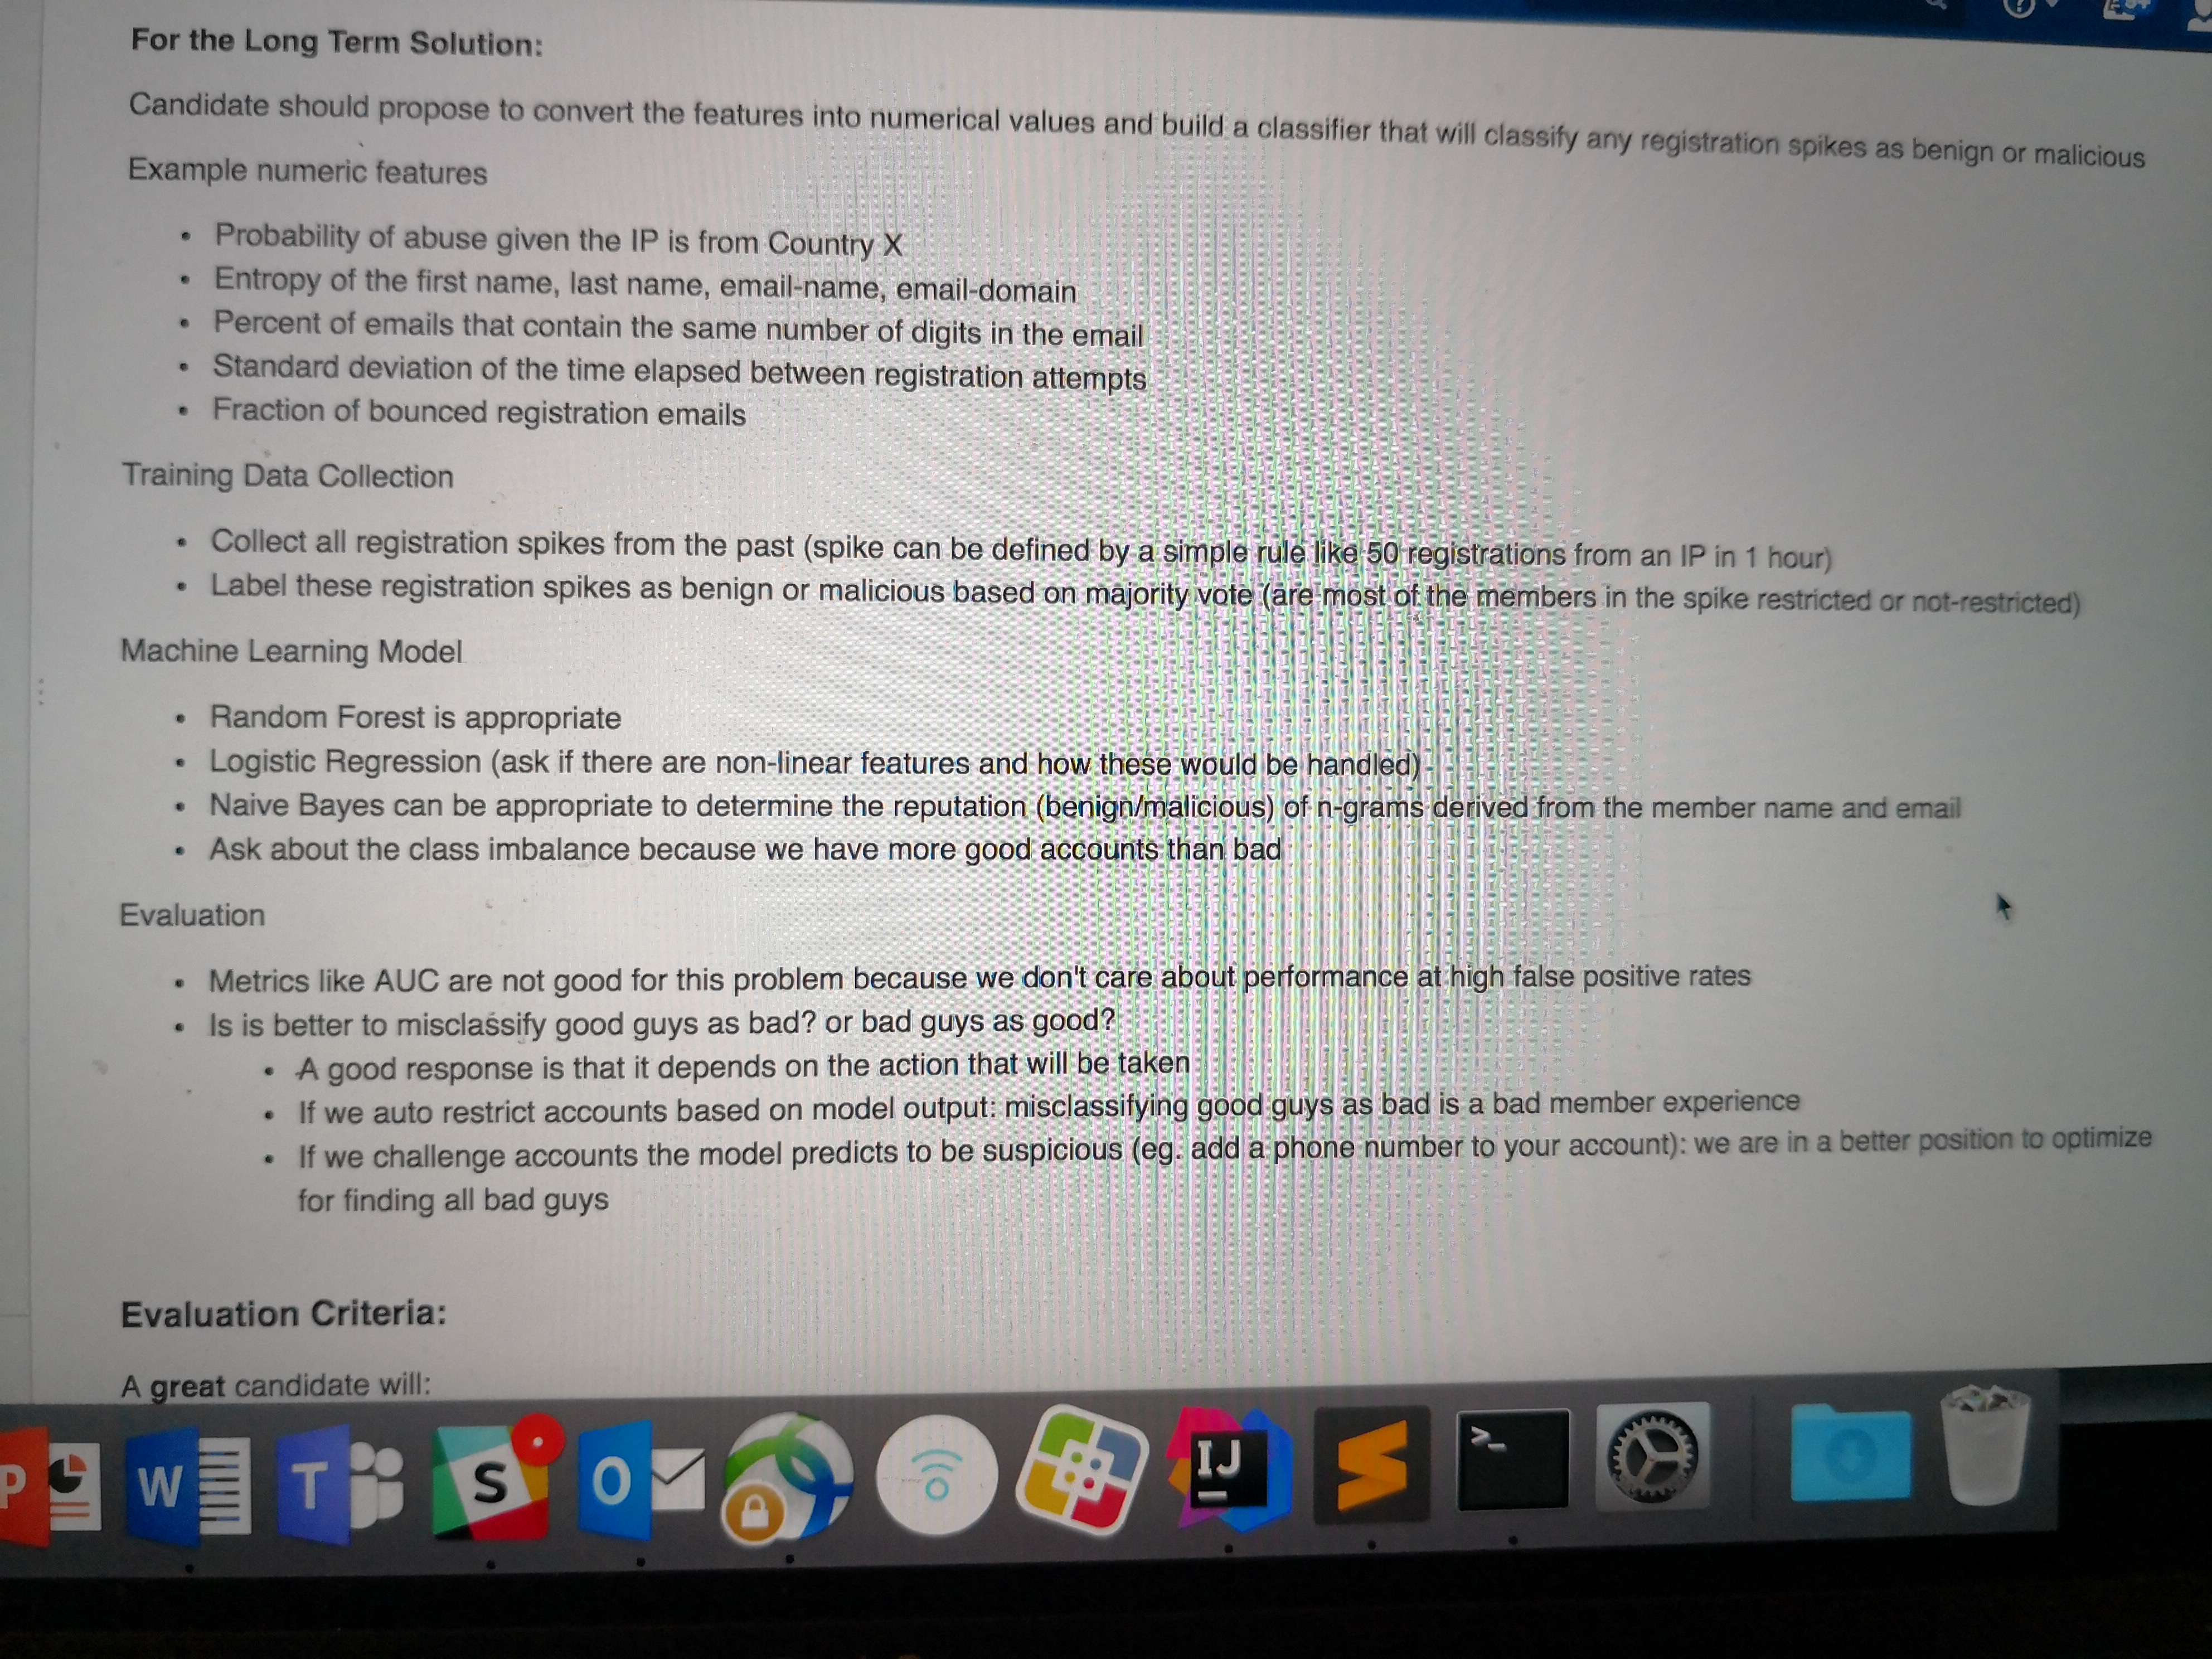 For the Long Term Solution:
Candidate should propose to convert the features into numerical values and build a classifier that will classify any registration spikes as benign or malicious
Example numeric features
• Probability of abuse given the IP is from Country X
• Entropy of the first name, last name, email-name, email-domain
• Percent of emails that contain the same number of digits in the email
• Standard deviation of the time elapsed between registration attempts
• Fraction of bounced registration emails
Training Data Collection
• Collect all registration spikes from the past (spike can be defined by a simple rule like 50 registrations from an IP in 1 hour)
• Label these registration spikes as benign or malicious based on majority vote (are most of the members in the spike restricted or not-restricted)
Machine Learning Model
• Random Forest is appropriate
• Logistic Regression (ask if there are non-linear features and how these would be handled)
• Naive Bayes can be appropriate to determine the reputation (benign/malicious) of n-grams derived from the member name and email
• Ask about the class imbalance because we have more good accounts than bad
Evaluation
• Metrics like AUC are not good for this problem because we don't care about performance at high false positive rates
• Is is better to misclassify good guys as bad? or bad guys as good?
• A good response is that it depends on the action that will be taken
• If we auto restrict accounts based on model output: misclassifying good guys as bad is a bad member experience
• If we challenge accounts the model predicts to be suspicious (eg. add a phone number to your account): we are in a better position to optimize
for finding all bad guys
Evaluation Criteria:
A great candidate will:
P W T S O IJ >_